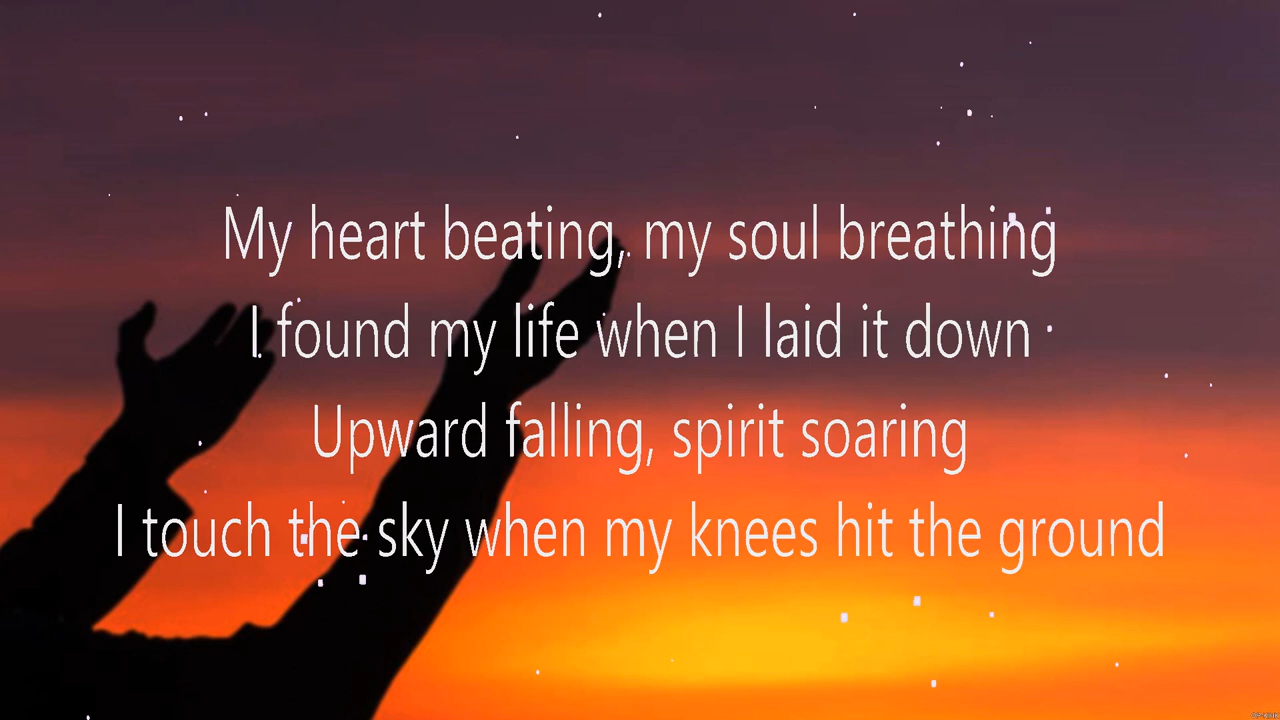 My heart beating, my soul breathing
I found my life when I laid it down
Upward falling, spirit soaring
I touch the sky when my knees hit the ground